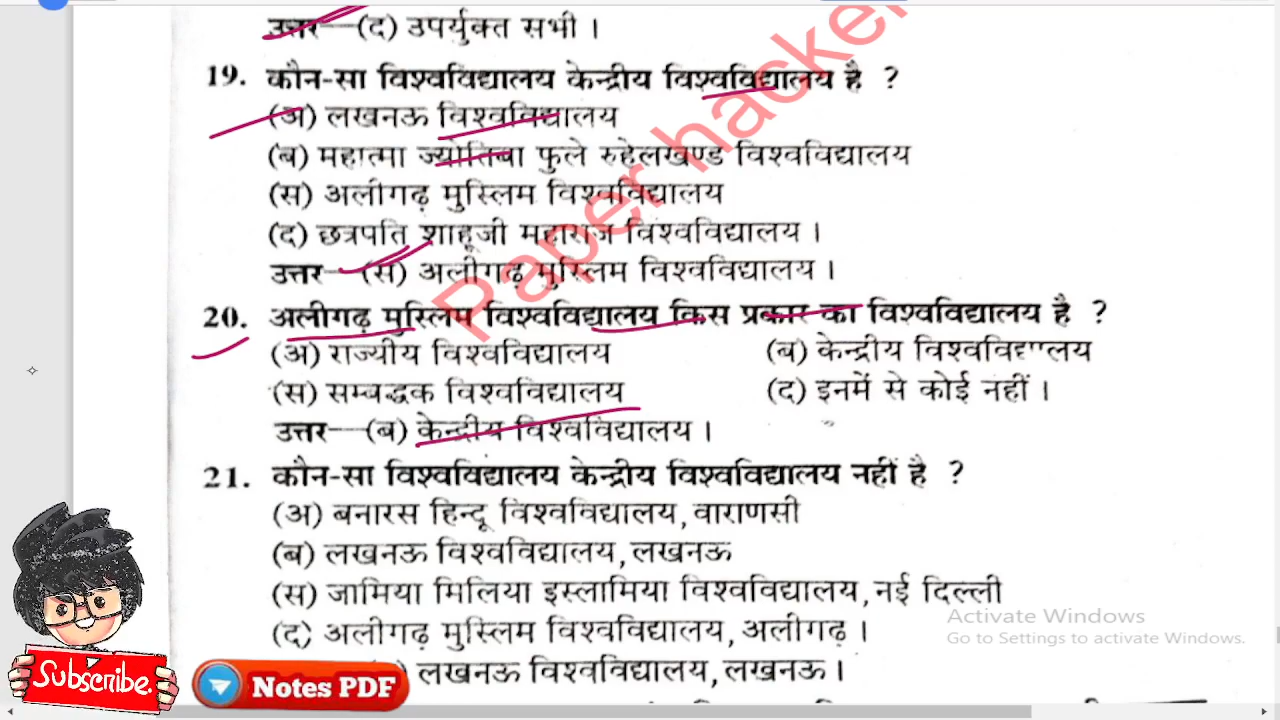 उत्तर—(द) उपर्युक्त सभी ।
19. कौन-सा विश्वविद्यालय केन्द्रीय विश्वविद्यालय है ?
(अ) लखनऊ विश्वविद्यालय
(ब) महात्मा ज्योतिबा फुले रुहेलखण्ड विश्वविद्यालय
(स) अलीगढ़ मुस्लिम विश्वविद्यालय
(द) छत्रपति शाहूजी महाराज विश्वविद्यालय ।
उत्तर—(स) अलीगढ़ मुस्लिम विश्वविद्यालय ।
Paper hacker
20. अलीगढ़ मुस्लिम विश्वविद्यालय किस प्रकार का विश्वविद्यालय है ?
(अ) राज्यीय विश्वविद्यालय (ब) केन्द्रीय विश्वविद्यालय
(स) सम्बद्धक विश्वविद्यालय (द) इनमें से कोई नहीं ।
उत्तर—(ब) केन्द्रीय विश्वविद्यालय ।
21. कौन-सा विश्वविद्यालय केन्द्रीय विश्वविद्यालय नहीं है ?
(अ) बनारस हिन्दू विश्वविद्यालय, वाराणसी
(ब) लखनऊ विश्वविद्यालय, लखनऊ
(स) जामिया मिलिया इस्लामिया विश्वविद्यालय, नई दिल्ली
(द) अलीगढ़ मुस्लिम विश्वविद्यालय, अलीगढ़ ।
लखनऊ विश्वविद्यालय, लखनऊ ।
Activate Windows
Go to Settings to activate Windows.
Subscribe.
Notes PDF